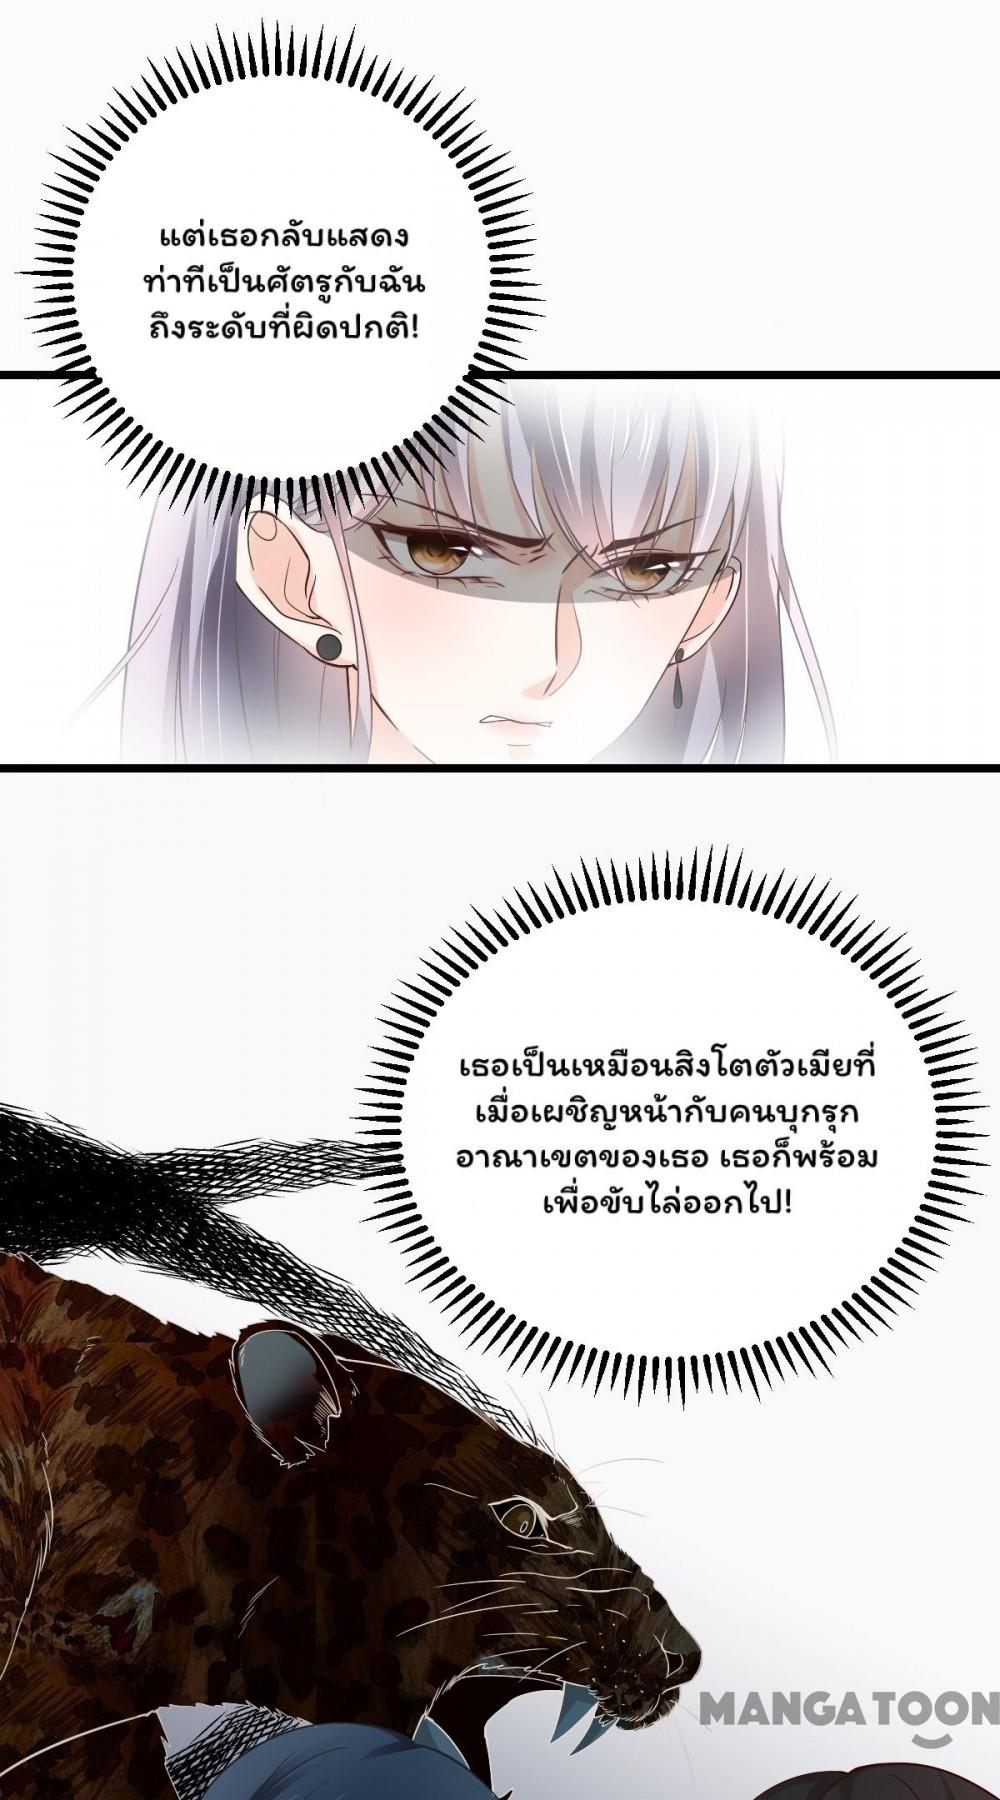 แต่เธอกลับแสดง
ท่าทีเป็นศัตรูกับฉัน
ถึงระดับที่ผิดปกติ!
เธอเป็นเหมือนสิงโตตัวเมียที่
เมื่อเผชิญหน้ากับคนบุกรุก
อาณาเขตของเธอ เธอก็พร้อม
เพื่อขับไล่ออกไป!
MANGATOON